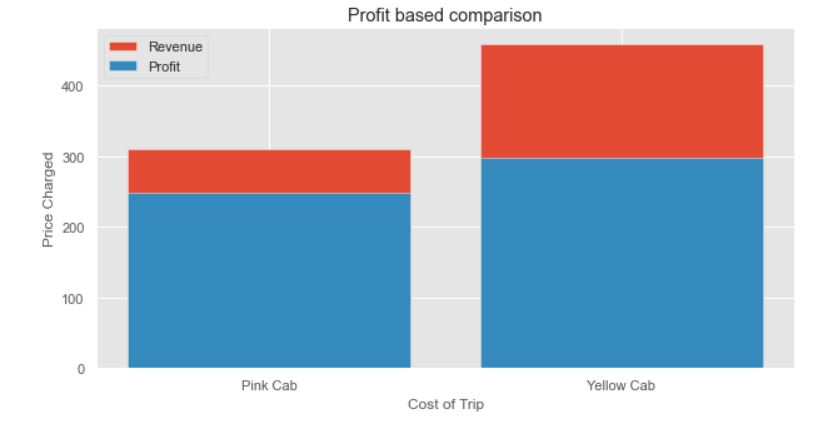 Profit based comparison
Revenue
Profit
400
300
200
100
0
Price Charged
Pink Cab
Yellow Cab
Cost of Trip